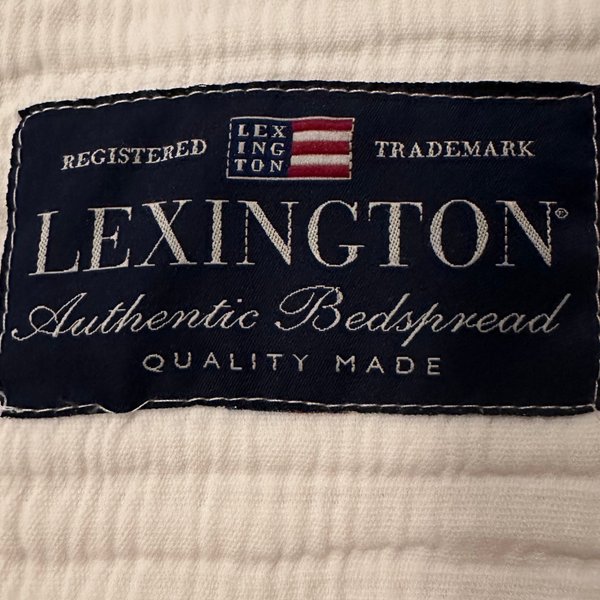 REGISTERED LEX ING TON TRADEMARK
LEXINGTON®
Authentic Bedspread
QUALITY MADE